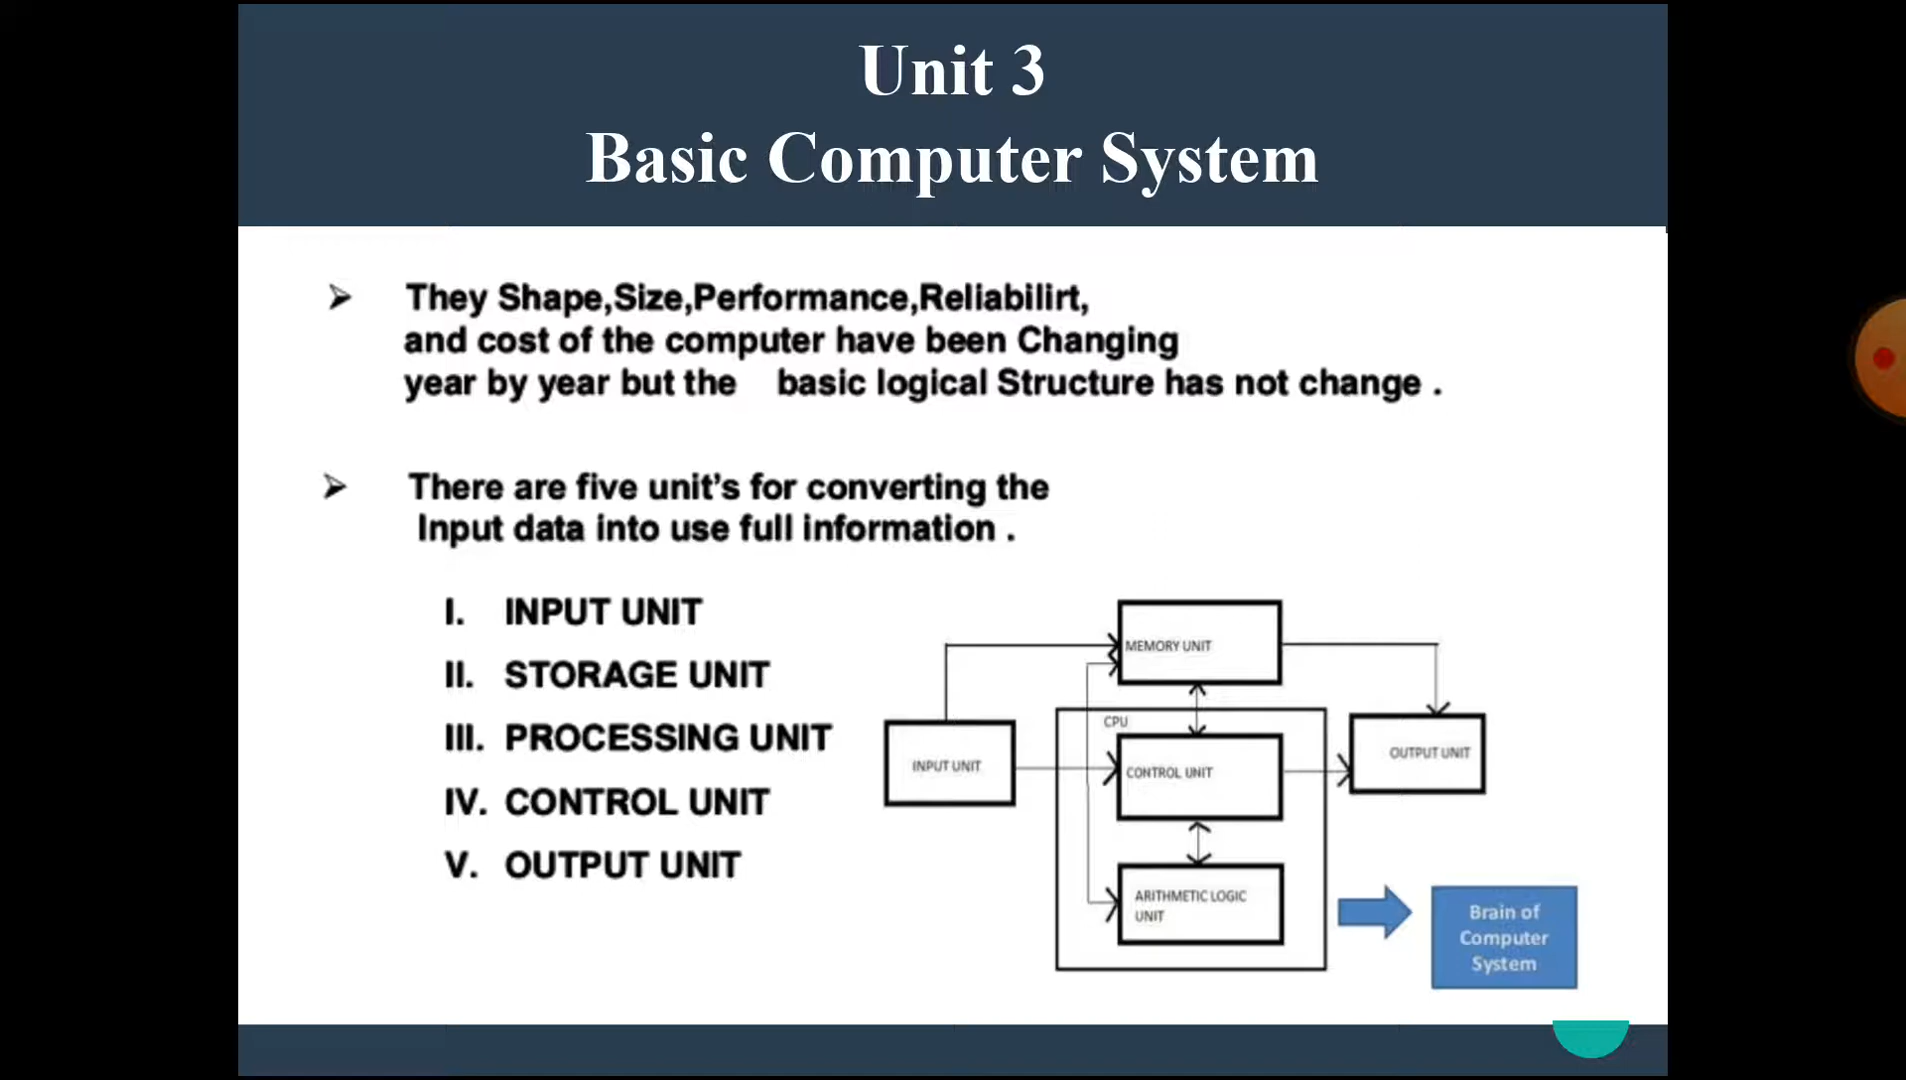 Unit 3
Basic Computer System
They Shape,Size,Performance,Reliabilirt,
and cost of the computer have been Changing
year by year but the basic logical Structure has not change .
There are five unit's for converting the
Input data into use full information .
I. INPUT UNIT
II. STORAGE UNIT
III. PROCESSING UNIT
IV. CONTROL UNIT
V. OUTPUT UNIT
MEMORY UNIT
CPU
INPUT UNIT
CONTROL UNIT
OUTPUT UNIT
ARITHMETIC LOGIC
UNIT
Brain of
Computer
System